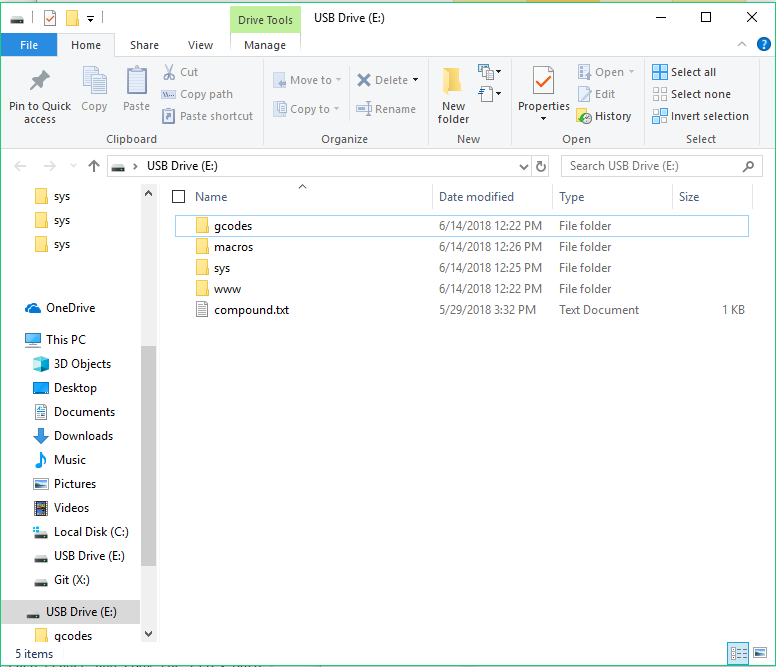 Drive Tools
USB Drive (E:)
File
Home
Share
View
Manage
Pin to Quick access
Copy
Paste
Cut
Copy path
Paste shortcut
Clipboard
Move to
Copy to
Delete
Rename
Organize
New folder
New
Properties
Open
Edit
History
Open
Select all
Select none
Invert selection
Select
USB Drive (E:)
Search USB Drive (E:)
sys
sys
sys
OneDrive
This PC
3D Objects
Desktop
Documents
Downloads
Music
Pictures
Videos
Local Disk (C:)
USB Drive (E:)
Git (X:)
USB Drive (E:)
gcodes
Name Date modified Type Size
gcodes 6/14/2018 12:22 PM File folder
macros 6/14/2018 12:26 PM File folder
sys 6/14/2018 12:25 PM File folder
www 6/14/2018 12:22 PM File folder
compound.txt 5/29/2018 3:32 PM Text Document 1 KB
5 items